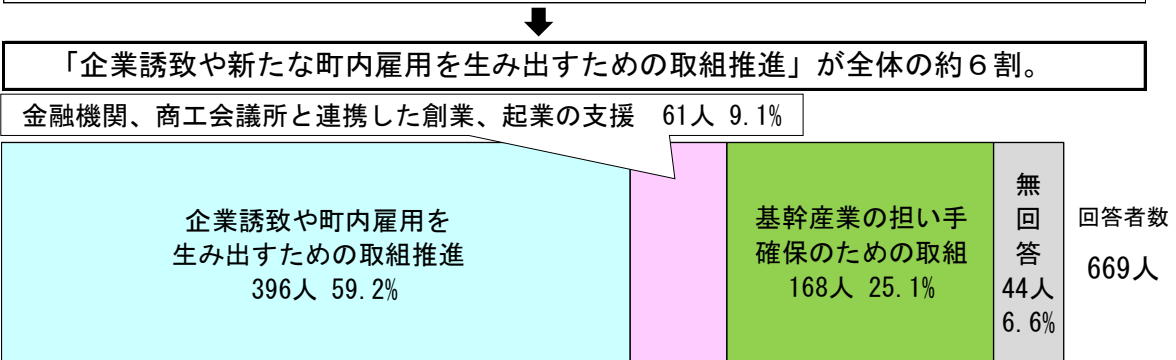 「企業誘致や新たな町内雇用を生み出すための取組推進」が全体の約６割。
金融機関、商工会議所と連携した創業、起業の支援　61人 9.1%
企業誘致や町内雇用を
生み出すための取組推進
396人 59.2%
基幹産業の担い手
確保のための取組
168人 25.1%
無
回
答
44人
6.6%
回答者数
669人